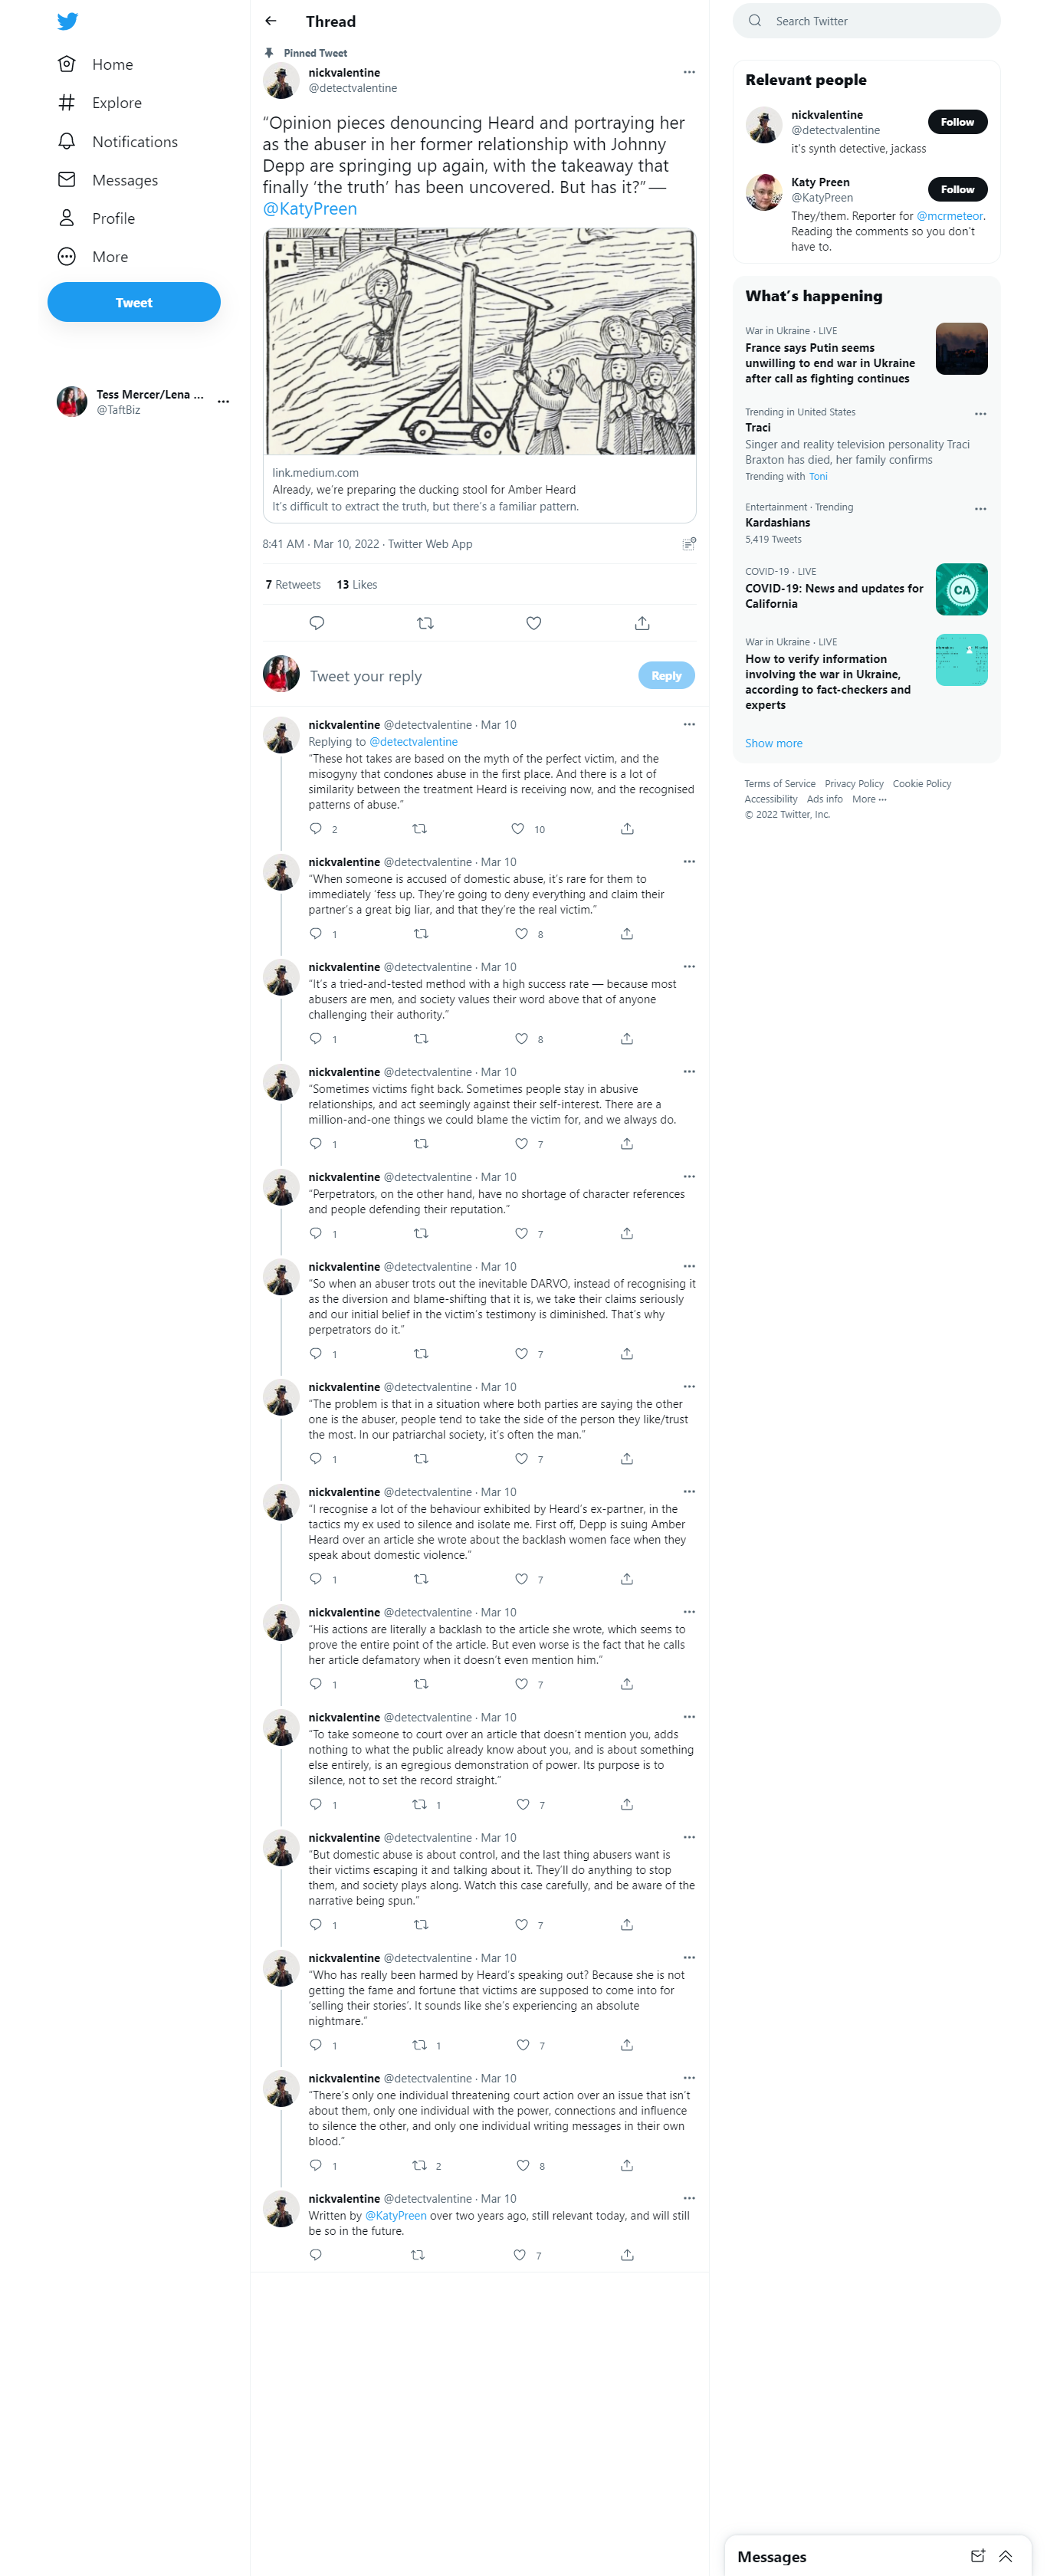 Home
Explore
Notifications
Messages
Profile
More
Tweet
Tess Mercer/Lena ...
@TaftBiz
Thread
Pinned Tweet
nickvalentine
@detectvalentine
“Opinion pieces denouncing Heard and portraying her
as the abuser in her former relationship with Johnny
Depp are springing up again, with the takeaway that
finally ‘the truth’ has been uncovered. But has it?” —
@KatyPreen
link.medium.com
Already, we’re preparing the ducking stool for Amber Heard
It’s difficult to extract the truth, but there’s a familiar pattern.
8:41 AM · Mar 10, 2022 · Twitter Web App
7 Retweets 13 Likes
Tweet your reply
Reply
nickvalentine @detectvalentine · Mar 10
Replying to @detectvalentine
“These hot takes are based on the myth of the perfect victim, and the
misogyny that condones abuse in the first place. And there is a lot of
similarity between the treatment Heard is receiving now, and the recognised
patterns of abuse.”
2 10
nickvalentine @detectvalentine · Mar 10
“When someone is accused of domestic abuse, it’s rare for them to
immediately ‘fess up. They’re going to deny everything and claim their
partner’s a great big liar, and that they’re the real victim.”
1 8
nickvalentine @detectvalentine · Mar 10
“It’s a tried-and-tested method with a high success rate — because most
abusers are men, and society values their word above that of anyone
challenging their authority.”
1 8
nickvalentine @detectvalentine · Mar 10
“Sometimes victims fight back. Sometimes people stay in abusive
relationships, and act seemingly against their self-interest. There are a
million-and-one things we could blame the victim for, and we always do.
1 7
nickvalentine @detectvalentine · Mar 10
“Perpetrators, on the other hand, have no shortage of character references
and people defending their reputation.”
1 7
nickvalentine @detectvalentine · Mar 10
“So when an abuser trots out the inevitable DARVO, instead of recognising it
as the diversion and blame-shifting that it is, we take their claims seriously
and our initial belief in the victim’s testimony is diminished. That’s why
perpetrators do it.”
1 7
nickvalentine @detectvalentine · Mar 10
“The problem is that in a situation where both parties are saying the other
one is the abuser, people tend to take the side of the person they like/trust
the most. In our patriarchal society, it’s often the man.”
1 7
nickvalentine @detectvalentine · Mar 10
“I recognise a lot of the behaviour exhibited by Heard’s ex-partner, in the
tactics my ex used to silence and isolate me. First off, Depp is suing Amber
Heard over an article she wrote about the backlash women face when they
speak about domestic violence.”
1 7
nickvalentine @detectvalentine · Mar 10
“His actions are literally a backlash to the article she wrote, which seems to
prove the entire point of the article. But even worse is the fact that he calls
her article defamatory when it doesn’t even mention him.”
1 7
nickvalentine @detectvalentine · Mar 10
“To take someone to court over an article that doesn’t mention you, adds
nothing to what the public already know about you, and is about something
else entirely, is an egregious demonstration of power. Its purpose is to
silence, not to set the record straight.”
1 1 7
nickvalentine @detectvalentine · Mar 10
“But domestic abuse is about control, and the last thing abusers want is
their victims escaping it and talking about it. They’ll do anything to stop
them, and society plays along. Watch this case carefully, and be aware of the
narrative being spun.”
1 7
nickvalentine @detectvalentine · Mar 10
“Who has really been harmed by Heard’s speaking out? Because she is not
getting the fame and fortune that victims are supposed to come into for
‘selling their stories’. It sounds like she’s experiencing an absolute
nightmare.”
1 1 7
nickvalentine @detectvalentine · Mar 10
“There’s only one individual threatening court action over an issue that isn’t
about them, only one individual with the power, connections and influence
to silence the other, and only one individual writing messages in their own
blood.”
1 2 8
nickvalentine @detectvalentine · Mar 10
Written by @KatyPreen over two years ago, still relevant today, and will still
be so in the future.
7
Search Twitter
Relevant people
nickvalentine
@detectvalentine
Follow
it’s synth detective, jackass
Katy Preen
@KatyPreen
Follow
They/them. Reporter for @mcrmeteor.
Reading the comments so you don’t
have to.
What’s happening
War in Ukraine · LIVE
France says Putin seems
unwilling to end war in Ukraine
after call as fighting continues
Trending in United States
Traci
Singer and reality television personality Traci
Braxton has died, her family confirms
Trending with Toni
Entertainment · Trending
Kardashians
5,419 Tweets
COVID-19 · LIVE
COVID-19: News and updates for
California
CA
War in Ukraine · LIVE
How to verify information
involving the war in Ukraine,
according to fact-checkers and
experts
Show more
Terms of Service Privacy Policy Cookie Policy
Accessibility Ads info More ···
© 2022 Twitter, Inc.
Messages